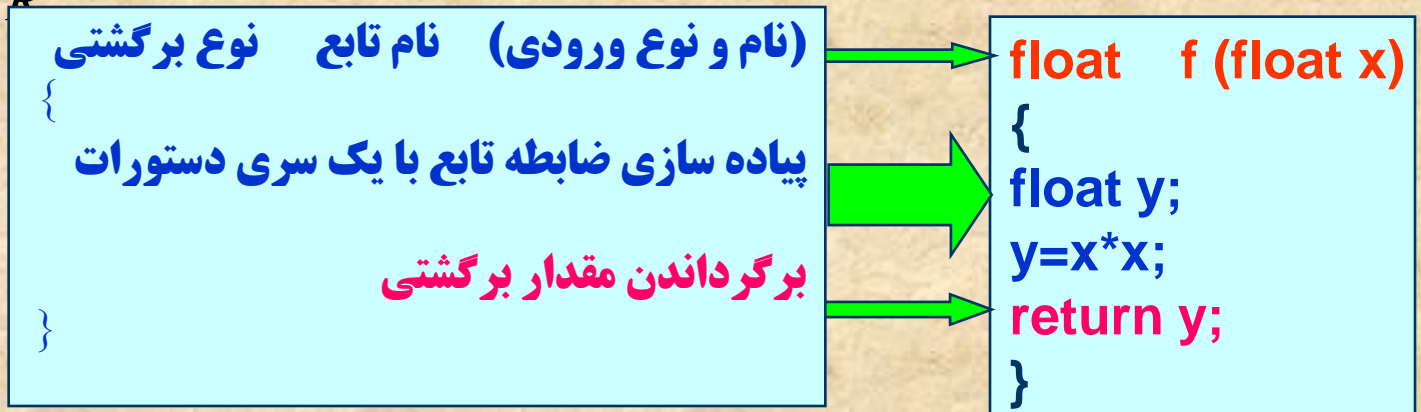 (نام و نوع ورودی) نام تابع نوع برگشتی
{
پیاده سازی ضابطه تابع با یک سری دستورات
برگرداندن مقدار برگشتی
}
float f (float x)
{
float y;
y=x*x;
return y;
}